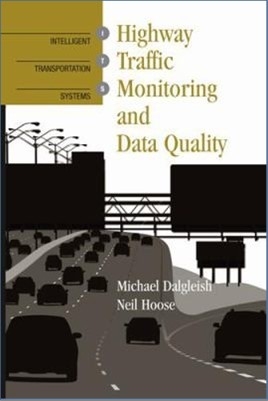 INTELLIGENT I
TRANSPORTATION T
SYSTEMS S
Highway
Traffic
Monitoring
and
Data Quality
Michael Dalgleish
Neil Hoose